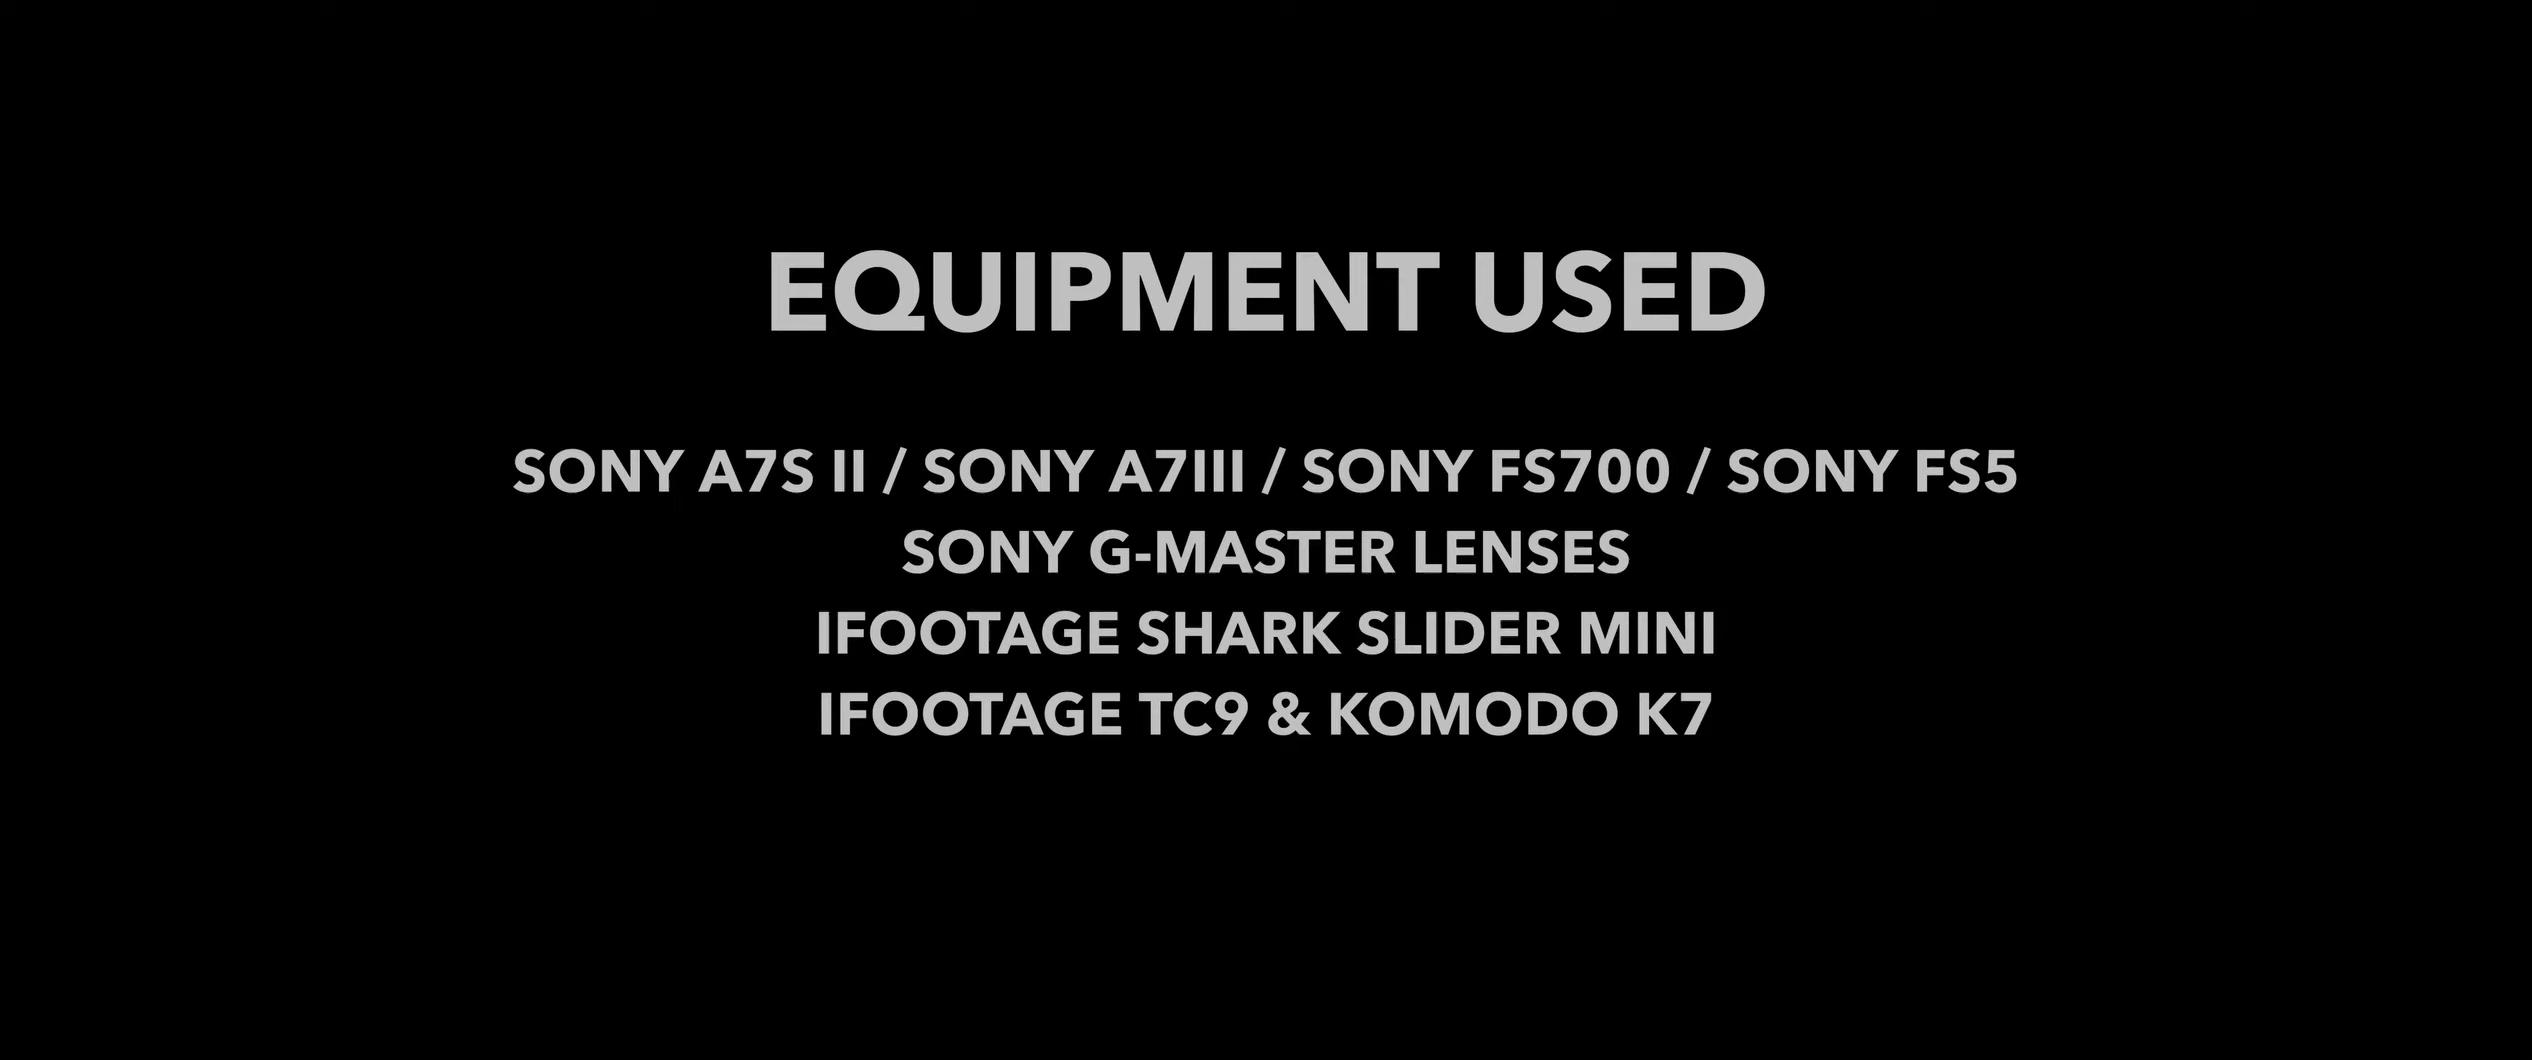 EQUIPMENT USED
SONY A7S II / SONY A7III / SONY FS700 / SONY FS5
SONY G-MASTER LENSES
IFOOTAGE SHARK SLIDER MINI
IFOOTAGE TC9 & KOMODO K7